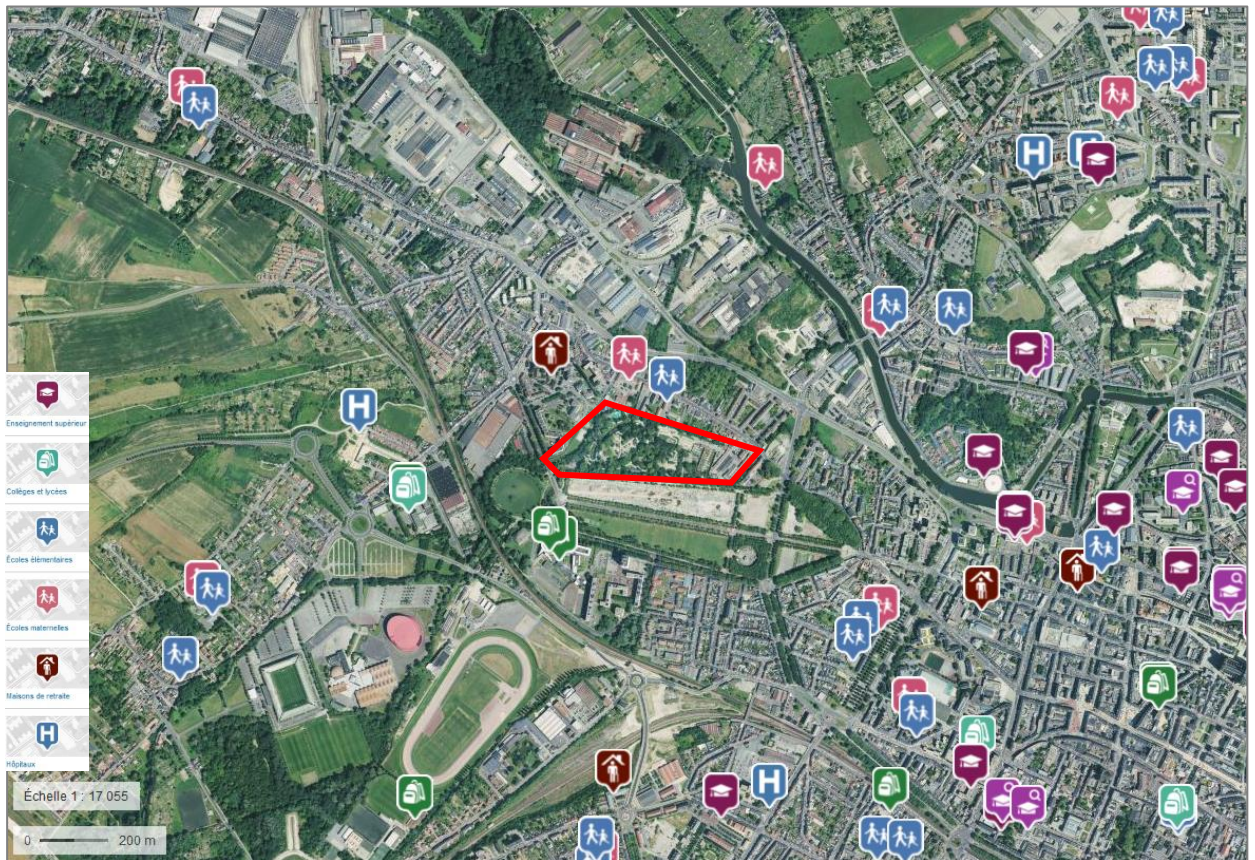 Enseignement supérieur
Collèges et lycées
Écoles élémentaires
Écoles maternelles
Maisons de retraite
Hôpitaux
Échelle 1 : 17 055
0 200 m